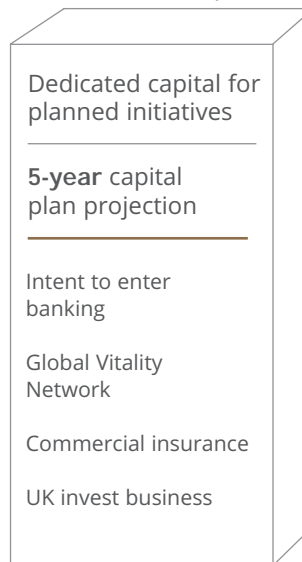 Dedicated capital for
planned initiatives
5-year capital
plan projection
Intent to enter
banking
Global Vitality
Network
Commercial insurance
UK invest business